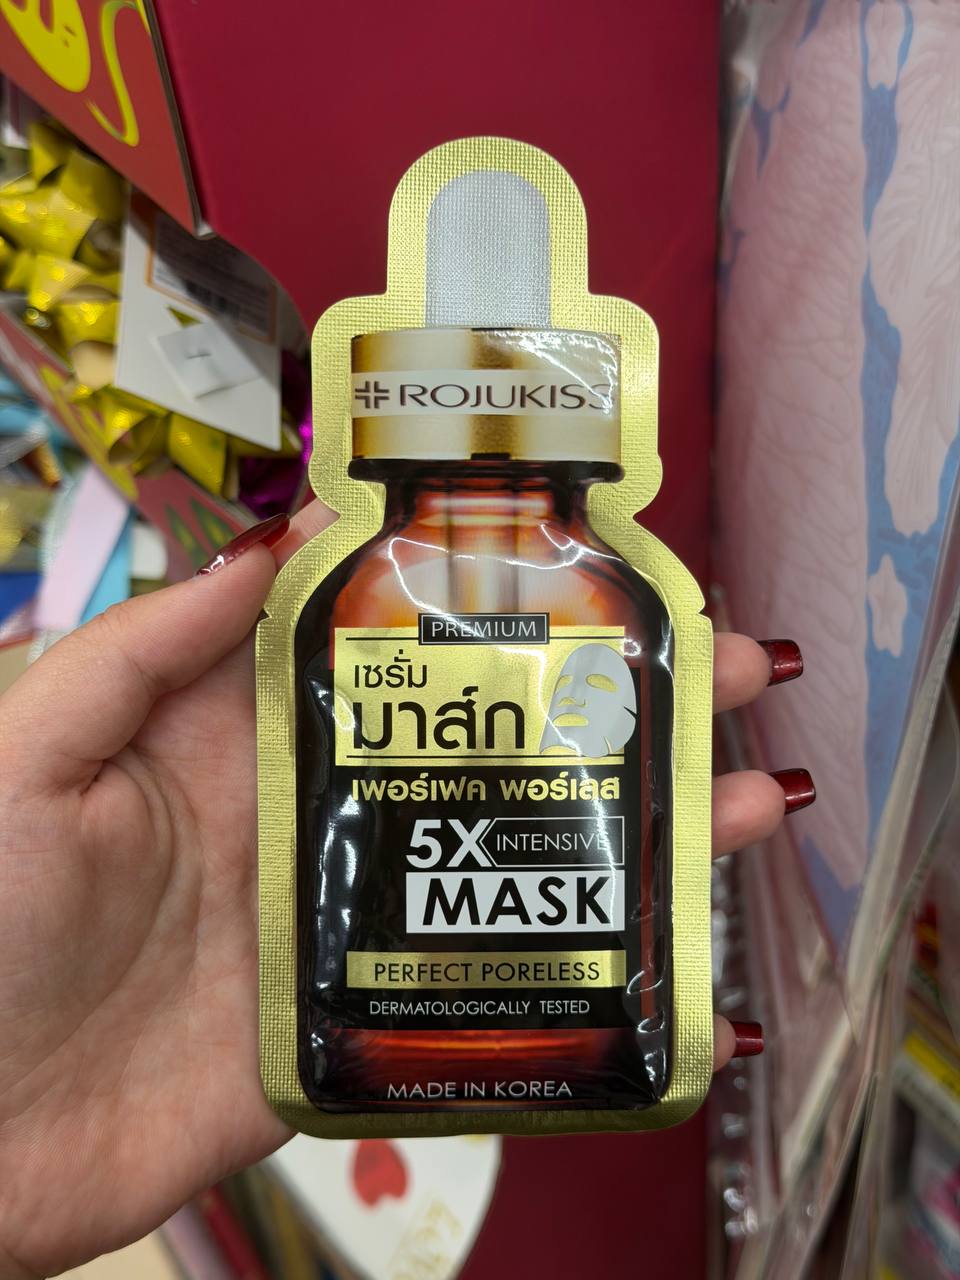 ROJUKISS
PREMIUM
เซรั่ม
มาส์ก
เพอร์เฟค พอร์เลส
5X INTENSIVE
MASK
PERFECT PORELESS
DERMATOLOGICALLY TESTED
MADE IN KOREA